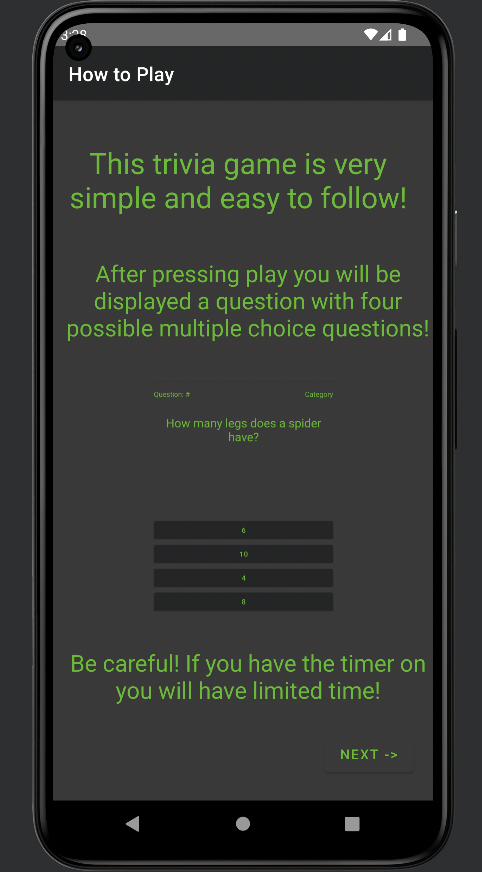 How to Play
This trivia game is very
simple and easy to follow!
After pressing play you will be
displayed a question with four
possible multiple choice questions!
Question: # Category
How many legs does a spider
have?
6
10
4
8
Be careful! If you have the timer on
you will have limited time!
NEXT ->